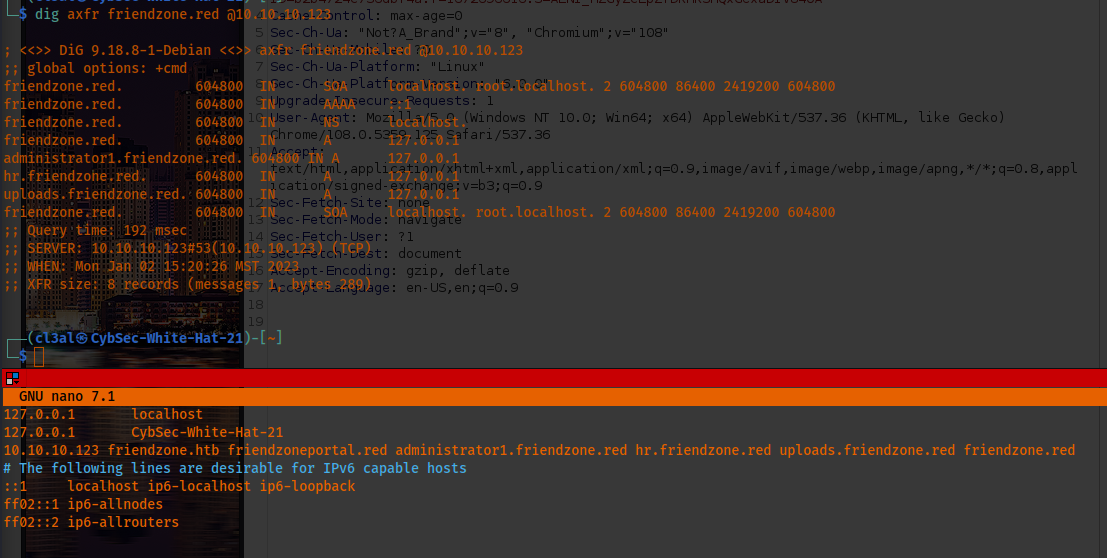 $ dig axfr friendzone.red @10.10.10.123
; <<>> DiG 9.18.8-1-Debian <<>> axfr friendzone.red @10.10.10.123
;; global options: +cmd
friendzone.red. 604800 IN SOA localhost. root.localhost. 2 604800 86400 2419200 604800
friendzone.red. 604800 IN AAAA ::1
friendzone.red. 604800 IN NS localhost.
friendzone.red. 604800 IN A 127.0.0.1
administrator1.friendzone.red. 604800 IN A 127.0.0.1
hr.friendzone.red. 604800 IN A 127.0.0.1
uploads.friendzone.red. 604800 IN A 127.0.0.1
friendzone.red. 604800 IN SOA localhost. root.localhost. 2 604800 86400 2419200 604800
;; Query time: 192 msec
;; SERVER: 10.10.10.123#53(10.10.10.123) (TCP)
;; WHEN: Mon Jan 02 15:20:26 MST 2023
;; XFR size: 8 records (messages 1, bytes 289)
(cl3al㉿CybSec-White-Hat-21)-[~]
$
Cache-Control: max-age=0
5 Sec-Ch-Ua: "Not?A_Brand";v="8", "Chromium";v="108"
7 Sec-Ch-Ua-Platform: "Linux"
9 Upgrade-Insecure-Requests: 1
10 User-Agent: Mozilla/5.0 (Windows NT 10.0; Win64; x64) AppleWebKit/537.36 (KHTML, like Gecko)
Chrome/108.0.5359.125 Safari/537.36
11 Accept:
text/html,application/xhtml+xml,application/xml;q=0.9,image/avif,image/webp,image/apng,*/*;q=0.8,appl
ication/signed-exchange;v=b3;q=0.9
12 Sec-Fetch-Site: none
13 Sec-Fetch-Mode: navigate
14 Sec-Fetch-User: ?1
15 Sec-Fetch-Dest: document
16 Accept-Encoding: gzip, deflate
17 Accept-Language: en-US,en;q=0.9
18
19
GNU nano 7.1
127.0.0.1 localhost
127.0.0.1 CybSec-White-Hat-21
10.10.10.123 friendzone.htb friendzoneportal.red administrator1.friendzone.red hr.friendzone.red uploads.friendzone.red friendzone.red
# The following lines are desirable for IPv6 capable hosts
::1 localhost ip6-localhost ip6-loopback
ff02::1 ip6-allnodes
ff02::2 ip6-allrouters